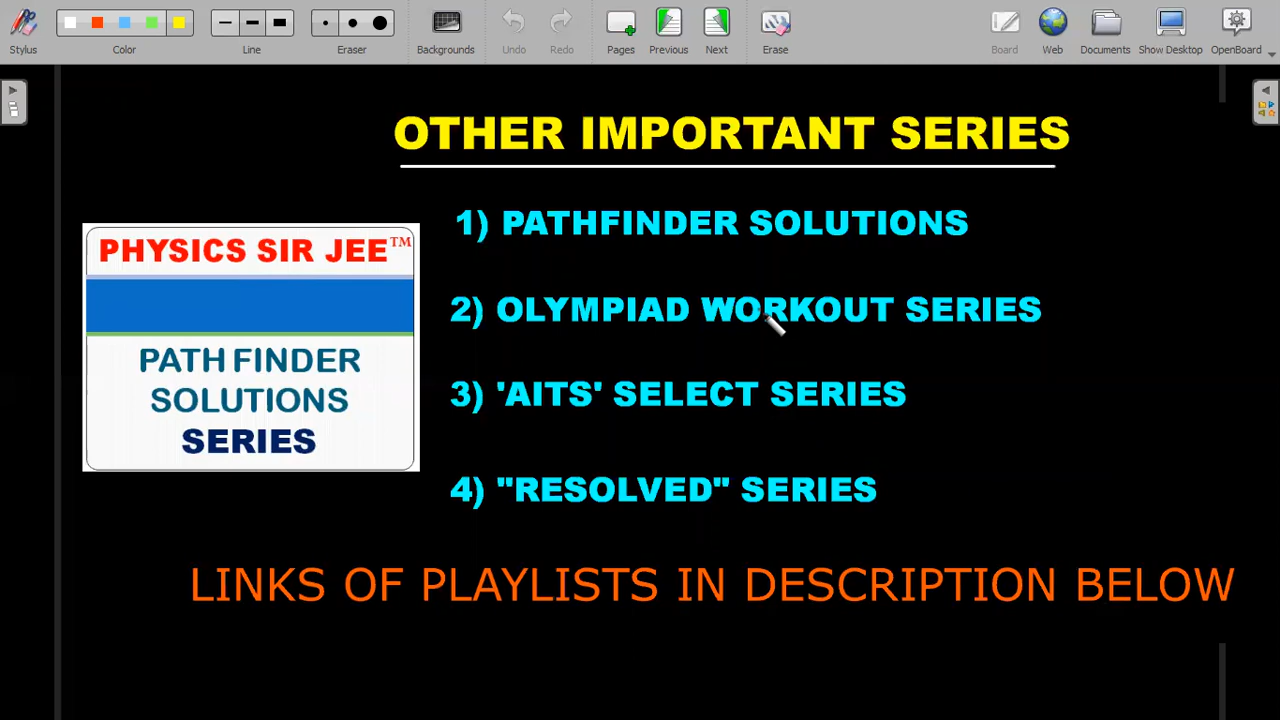 Stylus
Color
Line
Eraser
Backgrounds
Undo
Redo
Pages
Previous
Next
Erase
Board
Web
Documents
Show Desktop
OpenBoard
OTHER IMPORTANT SERIES
PHYSICS SIR JEE™
PATH FINDER
SOLUTIONS
SERIES
1) PATHFINDER SOLUTIONS
2) OLYMPIAD WORKOUT SERIES
3) 'AITS' SELECT SERIES
4) "RESOLVED" SERIES
LINKS OF PLAYLISTS IN DESCRIPTION BELOW